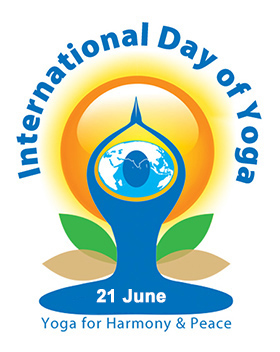 International Day of Yoga
21 June
Yoga for Harmony & Peace